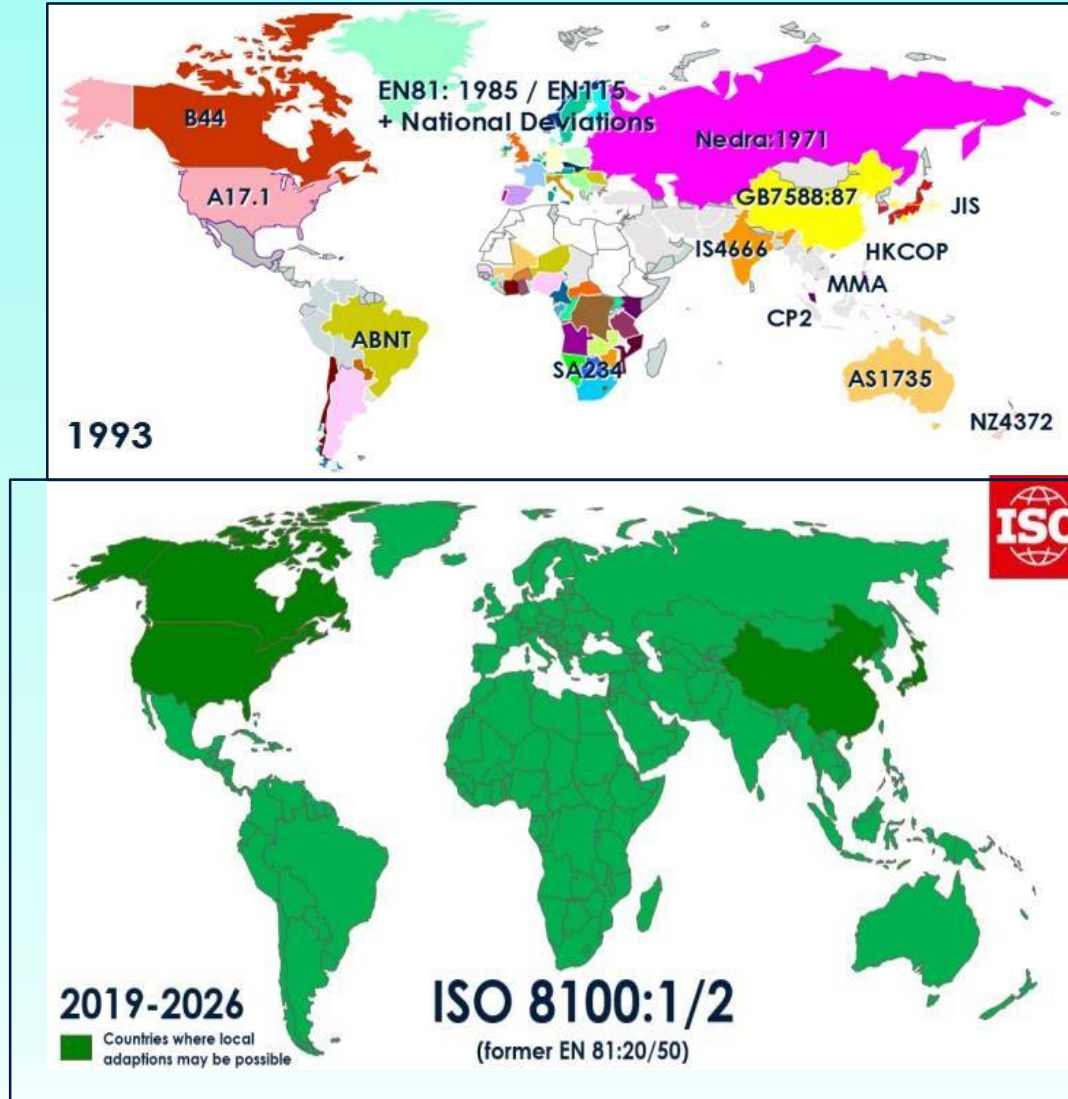 EN81: 1985 / EN115
+ National Deviations
B44
Nedra:1971
A17.1
GB7588:87
JIS
IS4666
HKCOP
MMA
CP2
ABNT
SA234
AS1735
NZ4372
1993
ISO
2019-2026
Countries where local
adaptions may be possible
ISO 8100:1/2
(former EN 81:20/50)